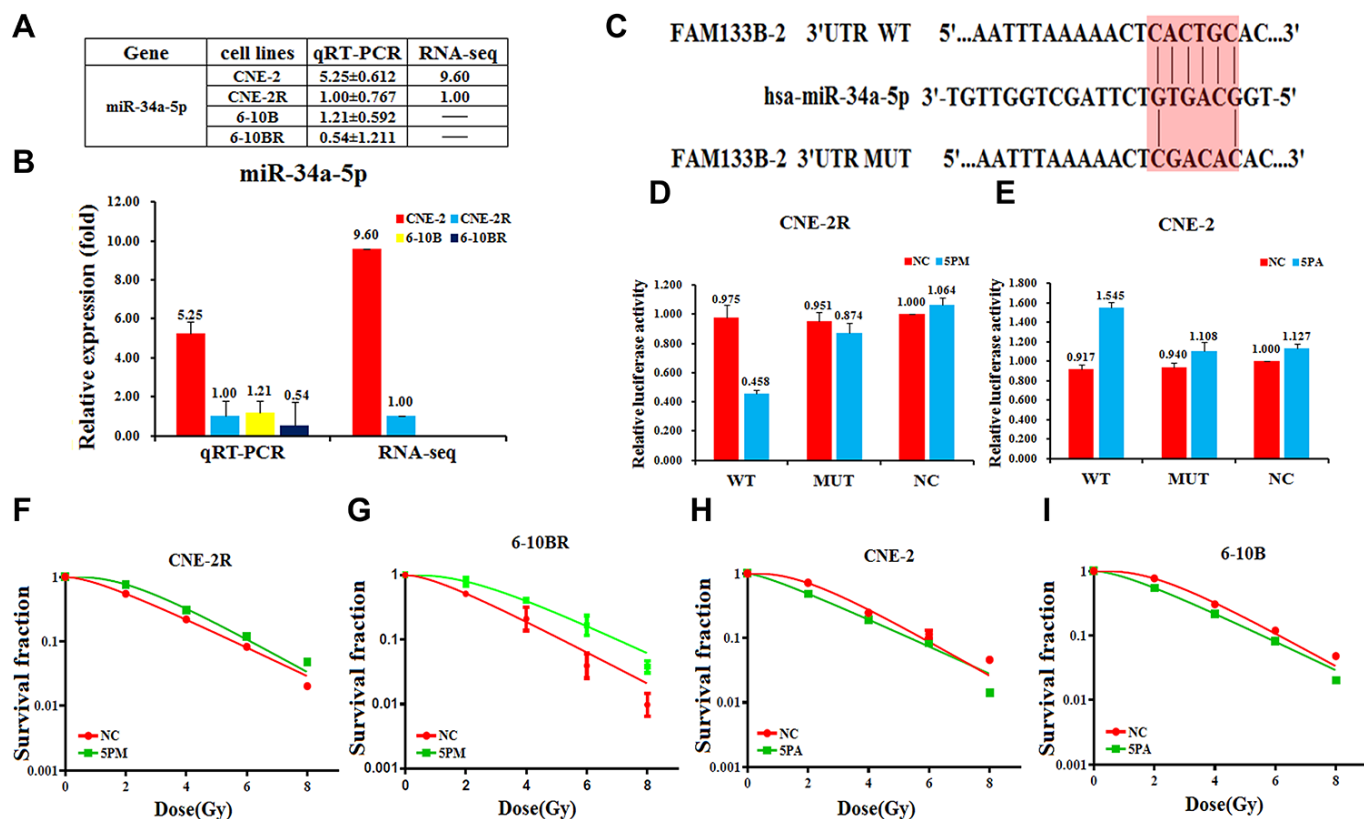 A
Gene cell lines qRT-PCR RNA-seq
miR-34a-5p
CNE-2 5.25±0.612 9.60
CNE-2R 1.00±0.767 1.00
6-10B 1.21±0.592 —
6-10BR 0.54±1.211 —
B
miR-34a-5p
Relative expression (fold)
12.00
10.00
8.00
6.00
4.00
2.00
0.00
CNE-2 CNE-2R
6-10B 6-10BR
5.25
1.00
1.21
0.54
9.60
1.00
qRT-PCR RNA-seq
C
FAM133B-2 3'UTR WT 5'...AATTTAAAAACTCACTGCAC...3'
hsa-miR-34a-5p 3'-TGTTGGTCGATTCTGTGACGGT-5'
FAM133B-2 3'UTR MUT 5'...AATTTAAAAACTCGACACAC...3'
D
CNE-2R
NC 5PM
Relative luciferase activity
1.200
1.000
0.800
0.600
0.400
0.200
0.000
0.975
0.458
0.951
0.874
1.000
1.064
WT MUT NC
E
CNE-2
NC 5PA
Relative luciferase activity
1.800
1.600
1.400
1.200
1.000
0.800
0.600
0.400
0.200
0.000
0.917
1.545
0.940
1.108
1.000
1.127
WT MUT NC
F
CNE-2R
Survival fraction
1
0.1
0.01
0.001
NC
5PM
0 2 4 6 8
Dose(Gy)
G
6-10BR
Survival fraction
1
0.1
0.01
0.001
NC
5PM
0 2 4 6 8
Dose(Gy)
H
CNE-2
Survival fraction
1
0.1
0.01
0.001
NC
5PA
0 2 4 6 8
Dose(Gy)
I
6-10B
Survival fraction
1
0.1
0.01
0.001
NC
5PA
0 2 4 6 8
Dose(Gy)